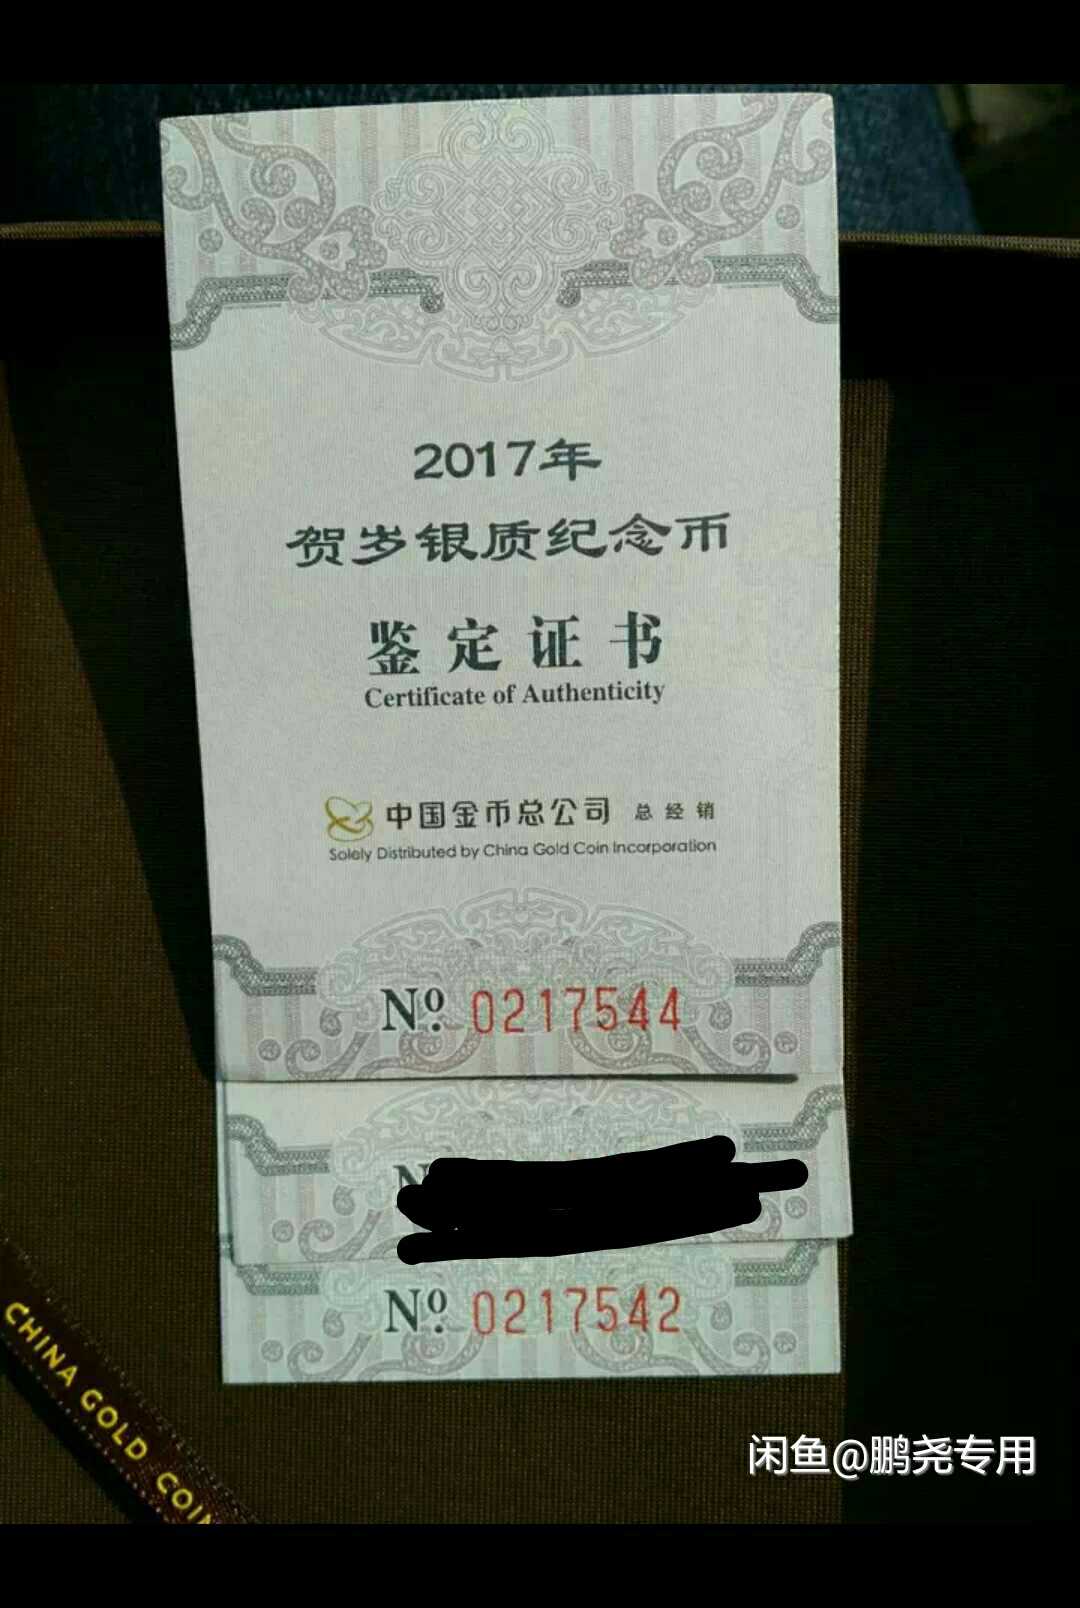 2017年
贺岁银质纪念币
鉴定证书
Certificate of Authenticity
中国金币总公司 总经销
Solely Distributed by China Gold Coin Incorporation
Nº. 0217544
N
Nº. 0217542
CHINA GOLD COIN
闲鱼@鹏尧专用